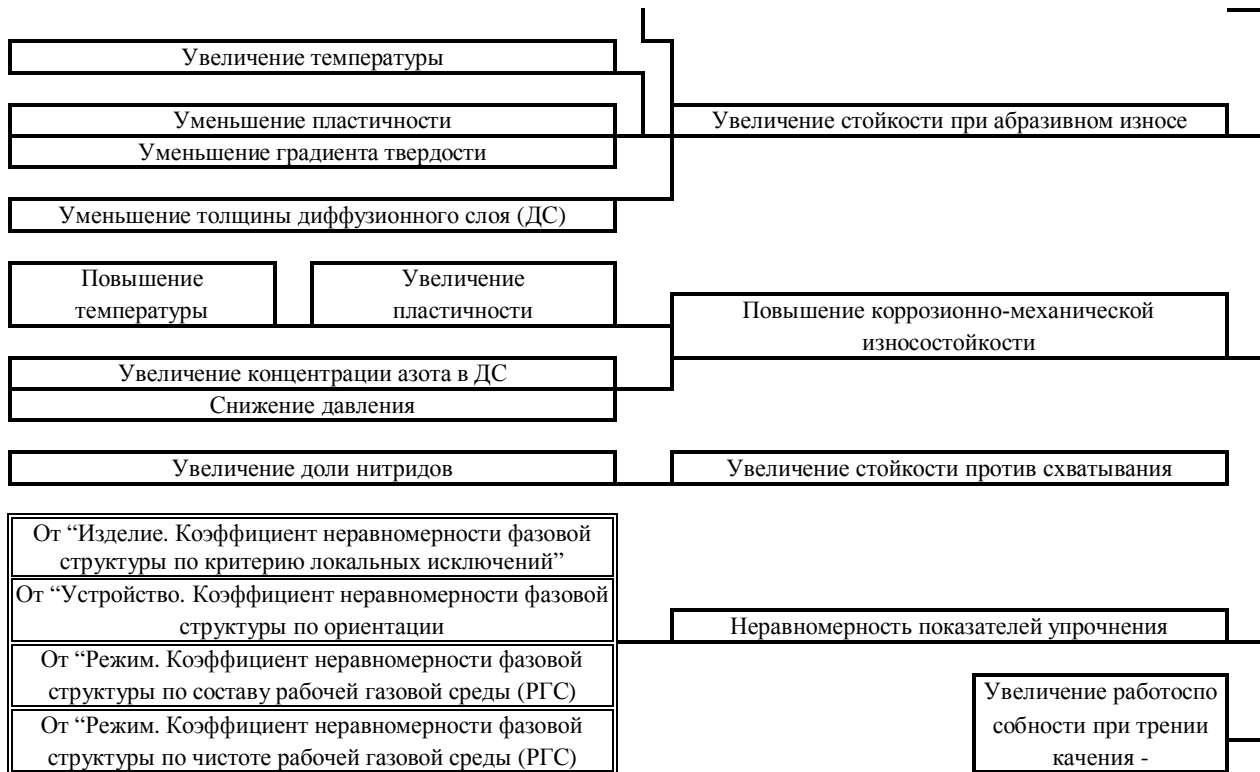 Увеличение температуры
Уменьшение пластичности
Увеличение стойкости при абразивном износе
Уменьшение градиента твердости
Уменьшение толщины диффузионного слоя (ДС)
Повышение
температуры
Увеличение
пластичности
Повышение коррозионно-механической
износостойкости
Увеличение концентрации азота в ДС
Снижение давления
Увеличение доли нитридов
Увеличение стойкости против схватывания
От “Изделие. Коэффициент неравномерности фазовой
структуры по критерию локальных исключений”
От “Устройство. Коэффициент неравномерности фазовой
структуры по ориентации
От “Режим. Коэффициент неравномерности фазовой
структуры по составу рабочей газовой среды (РГС)
От “Режим. Коэффициент неравномерности фазовой
структуры по чистоте рабочей газовой среды (РГС)
Неравномерность показателей упрочнения
Увеличение работоспо
собности при трении
качения -